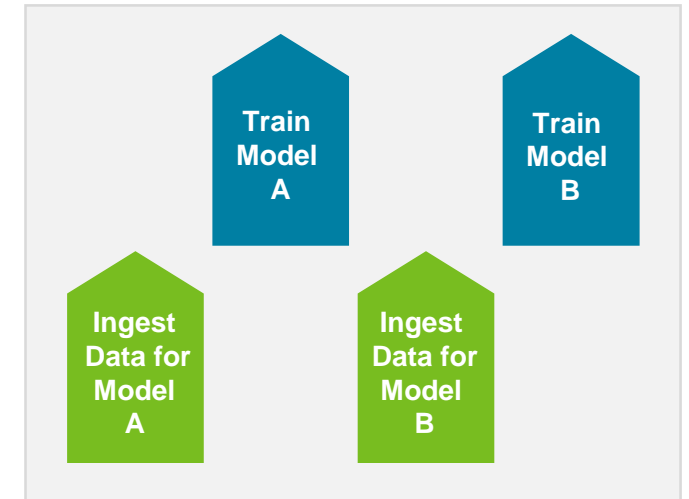 Train
Model
A
Train
Model
B
Ingest
Data for
Model
A
Ingest
Data for
Model
B